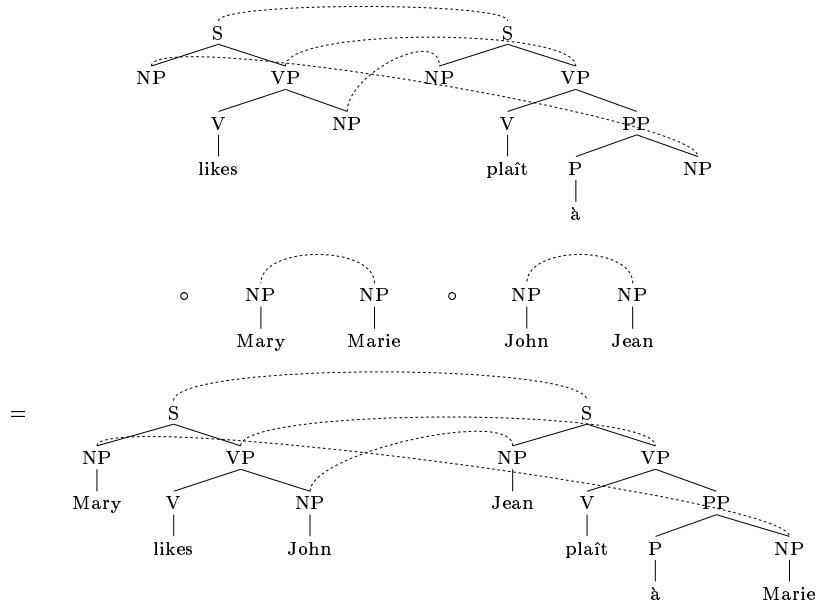 S S
NP VP NP VP
V NP V PP
likes plaît P NP
à
∘ NP NP ∘ NP NP
Mary Marie John Jean
= S S
NP VP NP VP
Mary V NP Jean V PP
likes John plaît P NP
à Marie